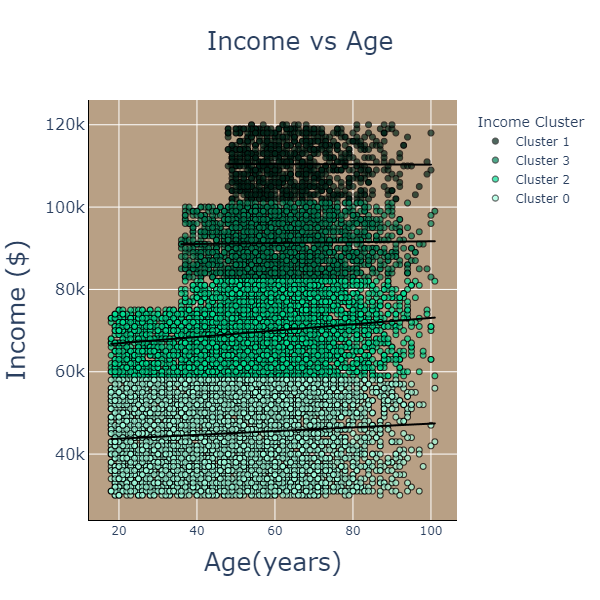 Income vs Age
Income ($)
120k
100k
80k
60k
40k
20
40
60
80
100
Age(years)
Income Cluster
Cluster 1
Cluster 3
Cluster 2
Cluster 0